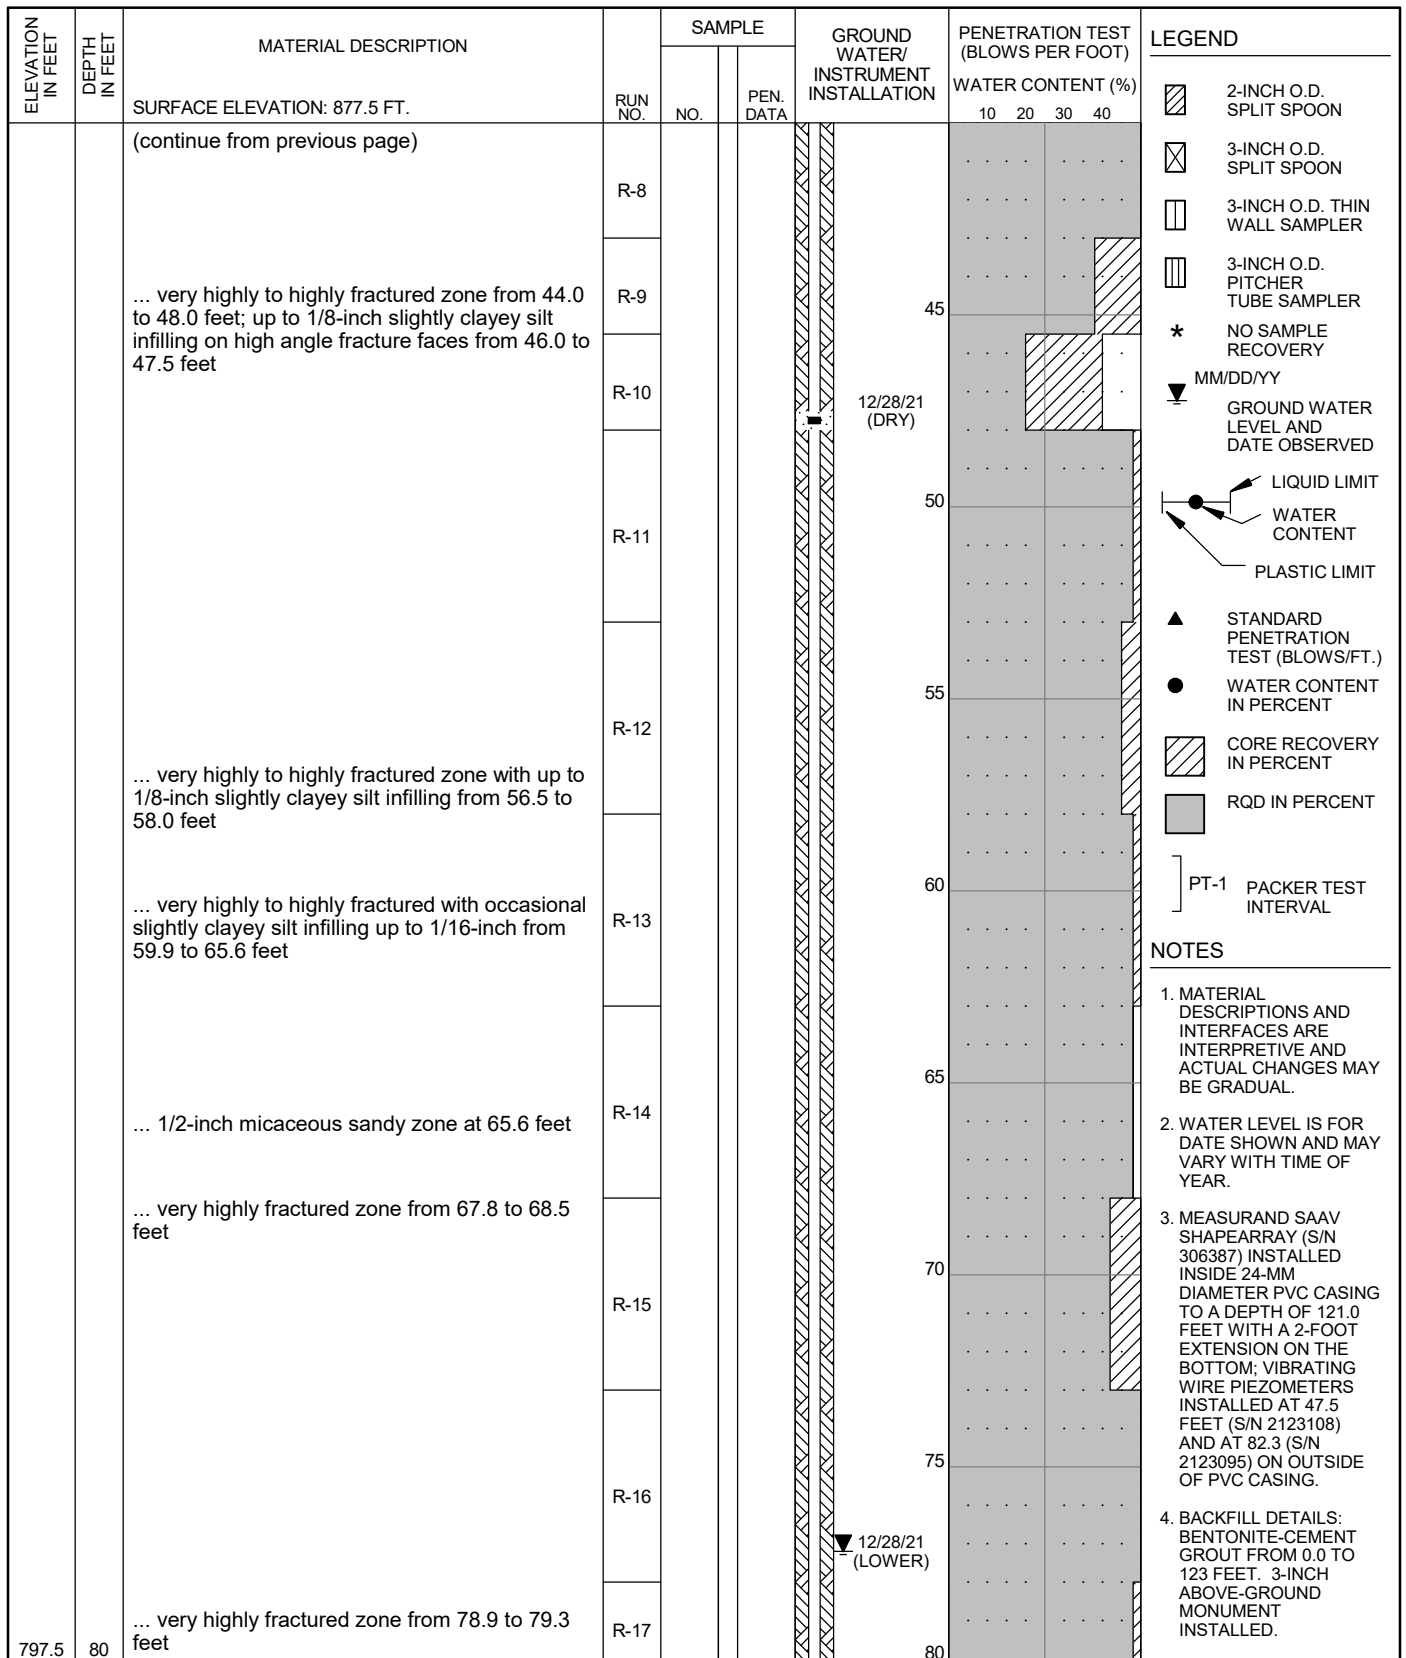 ELEVATION
IN FEET
DEPTH
IN FEET
MATERIAL DESCRIPTION
SURFACE ELEVATION: 877.5 FT.
RUN
NO.
SAMPLE
NO.
PEN.
DATA
GROUND
WATER/
INSTRUMENT
INSTALLATION
PENETRATION TEST
(BLOWS PER FOOT)
WATER CONTENT (%)
10 20 30 40
(continue from previous page)
R-8
... very highly to highly fractured zone from 44.0
to 48.0 feet; up to 1/8-inch slightly clayey silt
infilling on high angle fracture faces from 46.0 to
47.5 feet
R-9
45
R-10
12/28/21
(DRY)
50
R-11
55
R-12
... very highly to highly fractured zone with up to
1/8-inch slightly clayey silt infilling from 56.5 to
58.0 feet
60
... very highly to highly fractured with occasional
slightly clayey silt infilling up to 1/16-inch from
59.9 to 65.6 feet
R-13
65
... 1/2-inch micaceous sandy zone at 65.6 feet
R-14
... very highly fractured zone from 67.8 to 68.5
feet
70
R-15
75
R-16
12/28/21
(LOWER)
... very highly fractured zone from 78.9 to 79.3
feet
R-17
797.5
80
80
LEGEND
2-INCH O.D.
SPLIT SPOON
3-INCH O.D.
SPLIT SPOON
3-INCH O.D. THIN
WALL SAMPLER
3-INCH O.D.
PITCHER
TUBE SAMPLER
* NO SAMPLE
RECOVERY
MM/DD/YY
GROUND WATER
LEVEL AND
DATE OBSERVED
LIQUID LIMIT
WATER
CONTENT
PLASTIC LIMIT
STANDARD
PENETRATION
TEST (BLOWS/FT.)
WATER CONTENT
IN PERCENT
CORE RECOVERY
IN PERCENT
RQD IN PERCENT
PT-1 PACKER TEST
INTERVAL
NOTES
1. MATERIAL
DESCRIPTIONS AND
INTERFACES ARE
INTERPRETIVE AND
ACTUAL CHANGES MAY
BE GRADUAL.
2. WATER LEVEL IS FOR
DATE SHOWN AND MAY
VARY WITH TIME OF
YEAR.
3. MEASURAND SAAV
SHAPEARRAY (S/N
306387) INSTALLED
INSIDE 24-MM
DIAMETER PVC CASING
TO A DEPTH OF 121.0
FEET WITH A 2-FOOT
EXTENSION ON THE
BOTTOM; VIBRATING
WIRE PIEZOMETERS
INSTALLED AT 47.5
FEET (S/N 2123108)
AND AT 82.3 (S/N
2123095) ON OUTSIDE
OF PVC CASING.
4. BACKFILL DETAILS:
BENTONITE-CEMENT
GROUT FROM 0.0 TO
123 FEET. 3-INCH
ABOVE-GROUND
MONUMENT
INSTALLED.